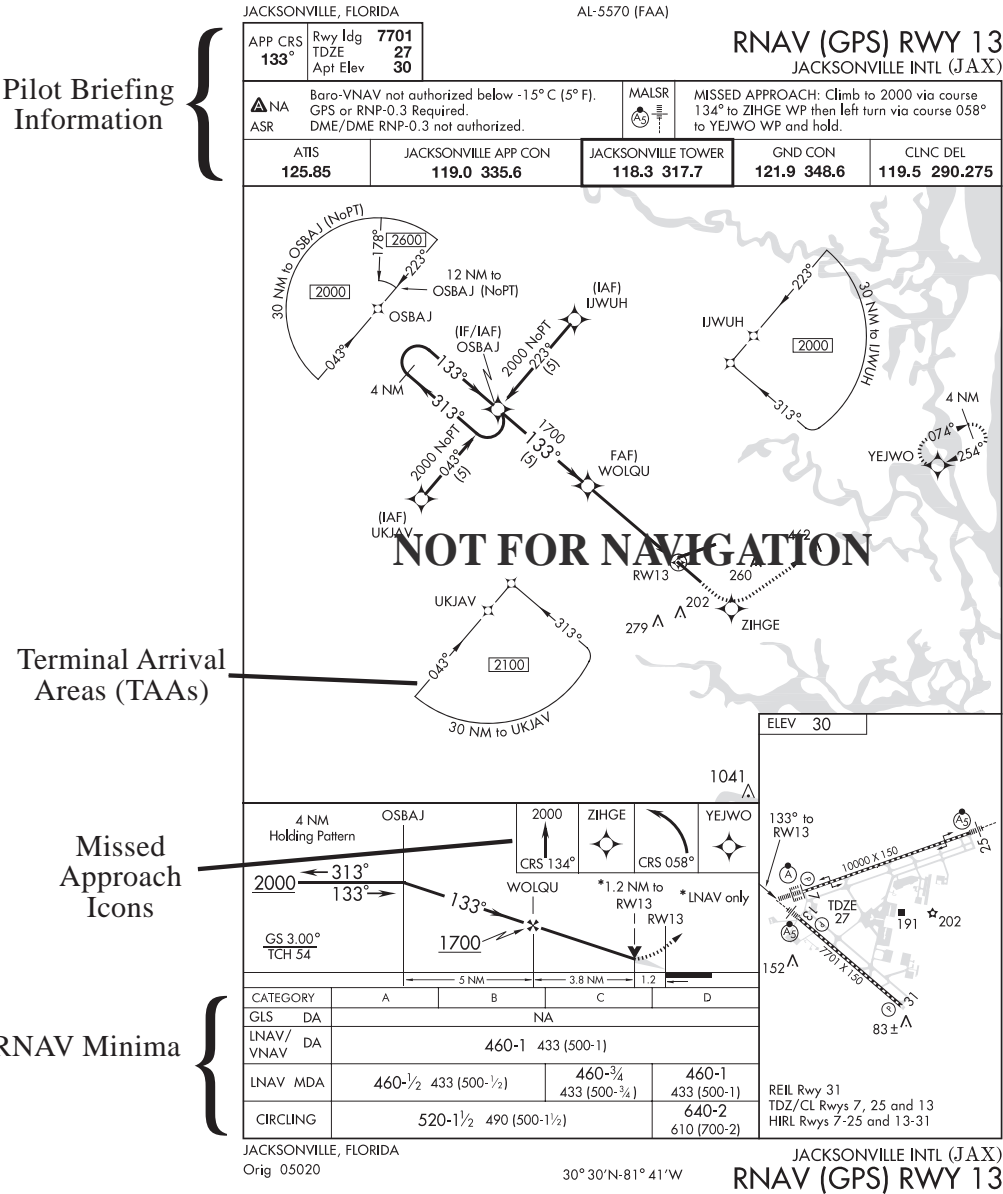 JACKSONVILLE, FLORIDA
AL-5570 (FAA)
APP CRS
133°
Rwy ldg 7701
TDZE 27
Apt Elev 30
RNAV (GPS) RWY 13
JACKSONVILLE INTL (JAX)
Pilot Briefing
Information
A NA
ASR
Baro-VNAV not authorized below -15° C (5° F).
GPS or RNP-0.3 Required.
DME/DME RNP-0.3 not authorized.
MALSR
A5
MISSED APPROACH: Climb to 2000 via course
134° to ZIHGE WP then left turn via course 058°
to YEJWO WP and hold.
ATIS
125.85
JACKSONVILLE APP CON
119.0 335.6
JACKSONVILLE TOWER
118.3 317.7
GND CON
121.9 348.6
CLNC DEL
119.5 290.275
30 NM to OSBAJ (NoPT)
178°
2600
223°
2000
12 NM to
OSBAJ (NoPT)
OSBAJ
043°
(IAF)
IJWUH
(IF/IAF)
OSBAJ
2000 NoPT
223°
(5)
133°
4 NM
313°
2000 NoPT
043°
(5)
(IAF)
UKJAV
1700
133°
(5)
FAF)
WOLQU
223°
IJWUH
30 NM to IJWUH
2000
313°
4 NM
074°
254°
YEJWO
NOT FOR NAVIGATION
462
RW13
260
202
279
ZIHGE
UKJAV
313°
043°
2100
30 NM to UKJAV
Terminal Arrival
Areas (TAAs)
1041
ELEV 30
133° to
RW13
A5
25
10000 X 150
A
P
7
TDZE
27
13
P
A5
191
202
152
7701 X 150
31
P
83 ±
REIL Rwy 31
TDZ/CL Rwys 7, 25 and 13
HIRL Rwys 7-25 and 13-31
Missed
Approach
Icons
4 NM
Holding Pattern
OSBAJ
2000
CRS 134°
ZIHGE
CRS 058°
YEJWO
313°
2000
133°
133°
WOLQU
*1.2 NM to
RW13
*LNAV only
RW13
1700
GS 3.00°
TCH 54
5 NM
3.8 NM
1.2
RNAV Minima
CATEGORY A B C D
GLS DA NA
LNAV/
VNAV DA 460-1 433 (500-1)
LNAV MDA 460-½ 433 (500-½) 460-¾ 433 (500-¾) 460-1 433 (500-1)
CIRCLING 520-1½ 490 (500-1½) 640-2 610 (700-2)
JACKSONVILLE, FLORIDA
Orig 05020
30° 30'N-81° 41'W
JACKSONVILLE INTL (JAX)
RNAV (GPS) RWY 13